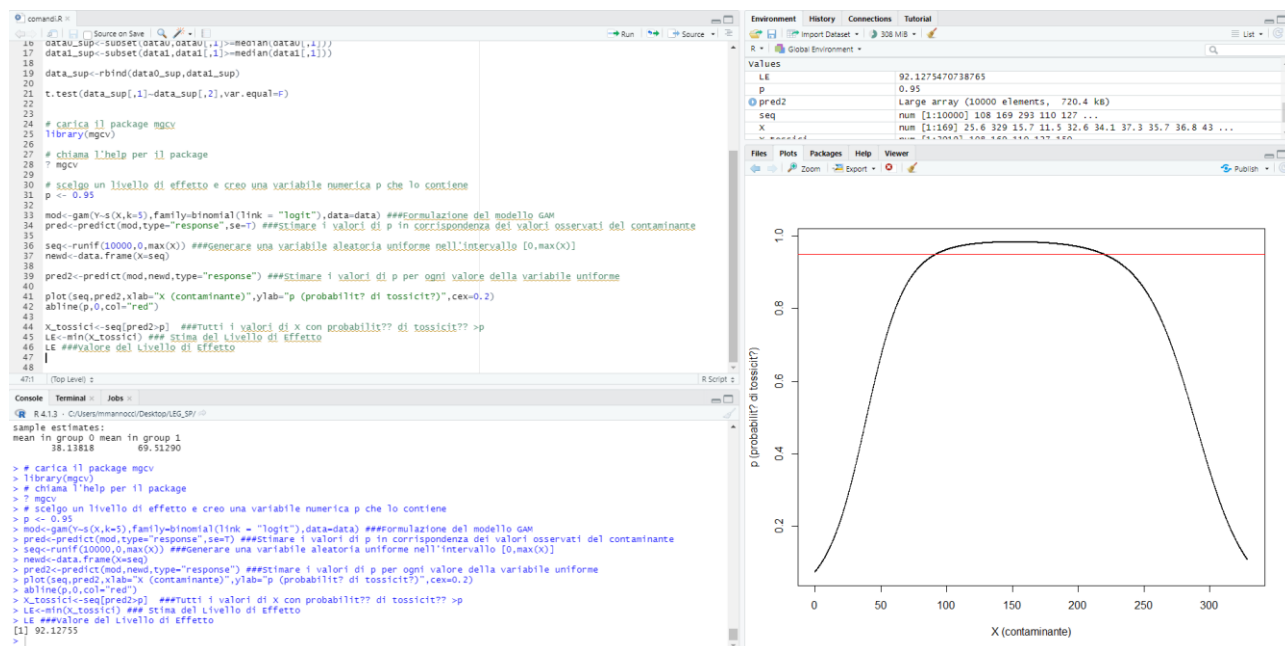 comandi.R ×
Source on Save
Run
Source
16 data0_sup<-subset(data0,data0[,1]>=median(data0[,1]))
17 data1_sup<-subset(data1,data1[,1]>=median(data1[,1]))
18
19 data_sup<-rbind(data0_sup,data1_sup)
20
21 t.test(data_sup[,1]~data_sup[,2],var.equal=F)
22
23
24 # carica il package mgcv
25 library(mgcv)
26
27 # chiama l'help per il package
28 ? mgcv
29
30 # scelgo un livello di effetto e creo una variabile numerica p che lo contiene
31 p <- 0.95
32
33 mod<-gam(Y~s(X,k=5),family=binomial(link = "logit"),data=data) ###Formulazione del modello GAM
34 pred<-predict(mod,type="response",se=T) ###Stimare i valori di p in corrispondenza dei valori osservati del contaminante
35
36 seq<-runif(10000,0,max(X)) ###Generare una variabile aleatoria uniforme nell'intervallo [0,max(X)]
37 newd<-data.frame(X=seq)
38
39 pred2<-predict(mod,newd,type="response") ###Stimare i valori di p per ogni valore della variabile uniforme
40
41 plot(seq,pred2,xlab="X (contaminante)",ylab="p (probabilit? di tossicit?)",cex=0.2)
42 abline(p,0,col="red")
43
44 X_tossici<-seq[pred2>p] ###Tutti i valori di X con probabilit?? di tossicit?? >p
45 LE<-min(X_tossici) ### Stima del Livello di Effetto
46 LE ###Valore del Livello di Effetto
47
48
47:1 (Top Level) R Script
Console Terminal × Jobs ×
R 4.1.3 · C:/Users/mmannocci/Desktop/LEG_SP/
sample estimates:
mean in group 0 mean in group 1
38.13818 69.51290
> # carica il package mgcv
> library(mgcv)
> # chiama l'help per il package
> ? mgcv
> # scelgo un livello di effetto e creo una variabile numerica p che lo contiene
> p <- 0.95
> mod<-gam(Y~s(X,k=5),family=binomial(link = "logit"),data=data) ###Formulazione del modello GAM
> pred<-predict(mod,type="response",se=T) ###Stimare i valori di p in corrispondenza dei valori osservati del contaminante
> seq<-runif(10000,0,max(X)) ###Generare una variabile aleatoria uniforme nell'intervallo [0,max(X)]
> newd<-data.frame(X=seq)
> pred2<-predict(mod,newd,type="response") ###Stimare i valori di p per ogni valore della variabile uniforme
> plot(seq,pred2,xlab="X (contaminante)",ylab="p (probabilit? di tossicit?)",cex=0.2)
> abline(p,0,col="red")
> X_tossici<-seq[pred2>p] ###Tutti i valori di X con probabilit?? di tossicit?? >p
> LE<-min(X_tossici) ### Stima del Livello di Effetto
> LE ###Valore del Livello di Effetto
[1] 92.12755
>
Environment History Connections Tutorial
Import Dataset 308 MiB List
R Global Environment
Values
LE 92.1275470738765
p 0.95
pred2 Large array (10000 elements, 720.4 kB)
seq num [1:10000] 108 169 293 110 127 ...
X num [1:169] 25.6 329 15.7 11.5 32.6 34.1 37.3 35.7 36.8 43 ...
Files Plots Packages Help Viewer
Zoom Export Publish
p (probabilit? di tossicit?)
1.0
0.8
0.6
0.4
0.2
0 50 100 150 200 250 300
X (contaminante)